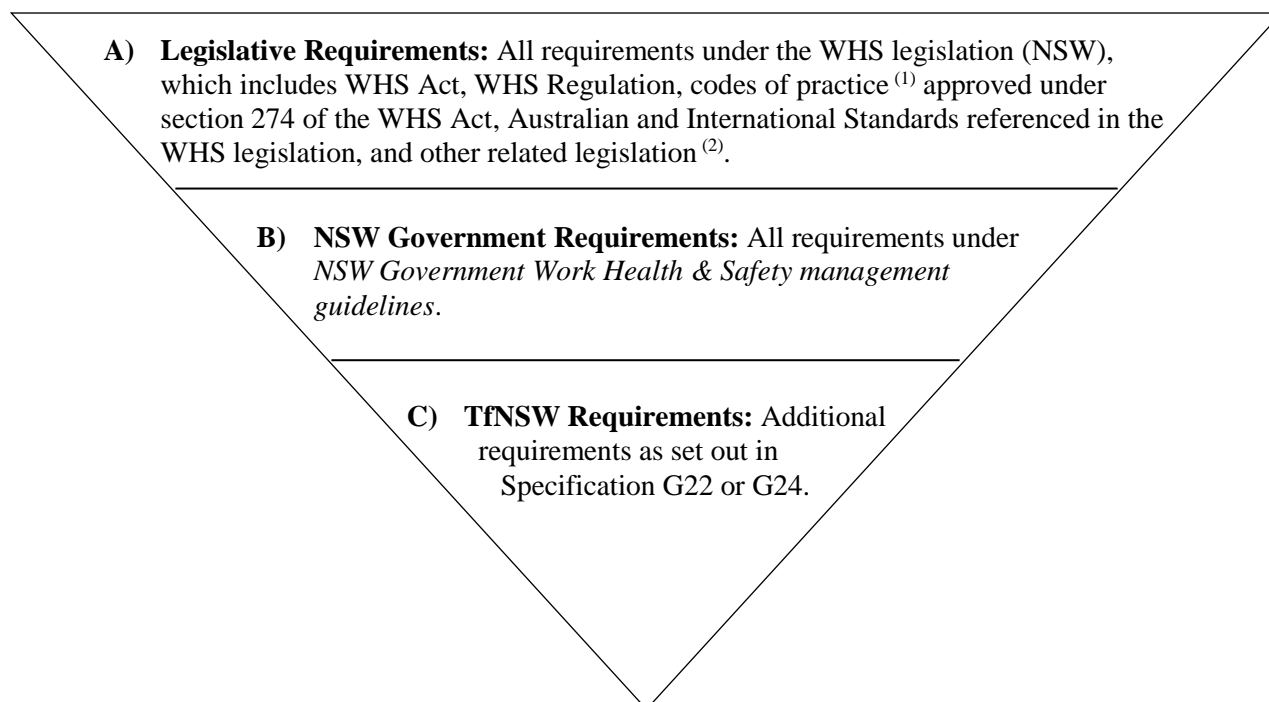 A) Legislative Requirements: All requirements under the WHS legislation (NSW),
which includes WHS Act, WHS Regulation, codes of practice (1) approved under
section 274 of the WHS Act, Australian and International Standards referenced in the
WHS legislation, and other related legislation (2).
B) NSW Government Requirements: All requirements under
NSW Government Work Health & Safety management
guidelines.
C) TfNSW Requirements: Additional
requirements as set out in
Specification G22 or G24.